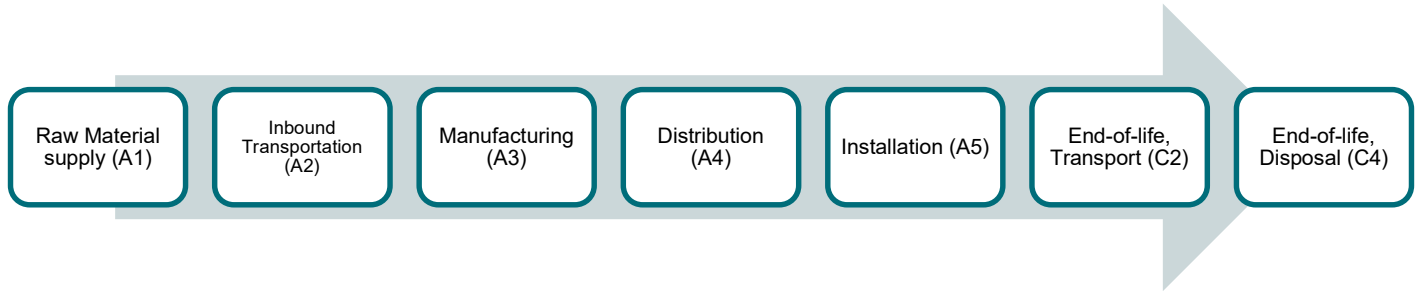 Raw Material
supply (A1)
Inbound
Transportation
(A2)
Manufacturing
(A3)
Distribution
(A4)
Installation (A5)
End-of-life,
Transport (C2)
End-of-life,
Disposal (C4)